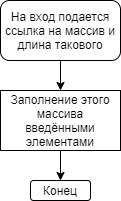 На вход подается
ссылка на массив и
длина такового
Заполнение этого
массива
введёнными
элементами
Конец